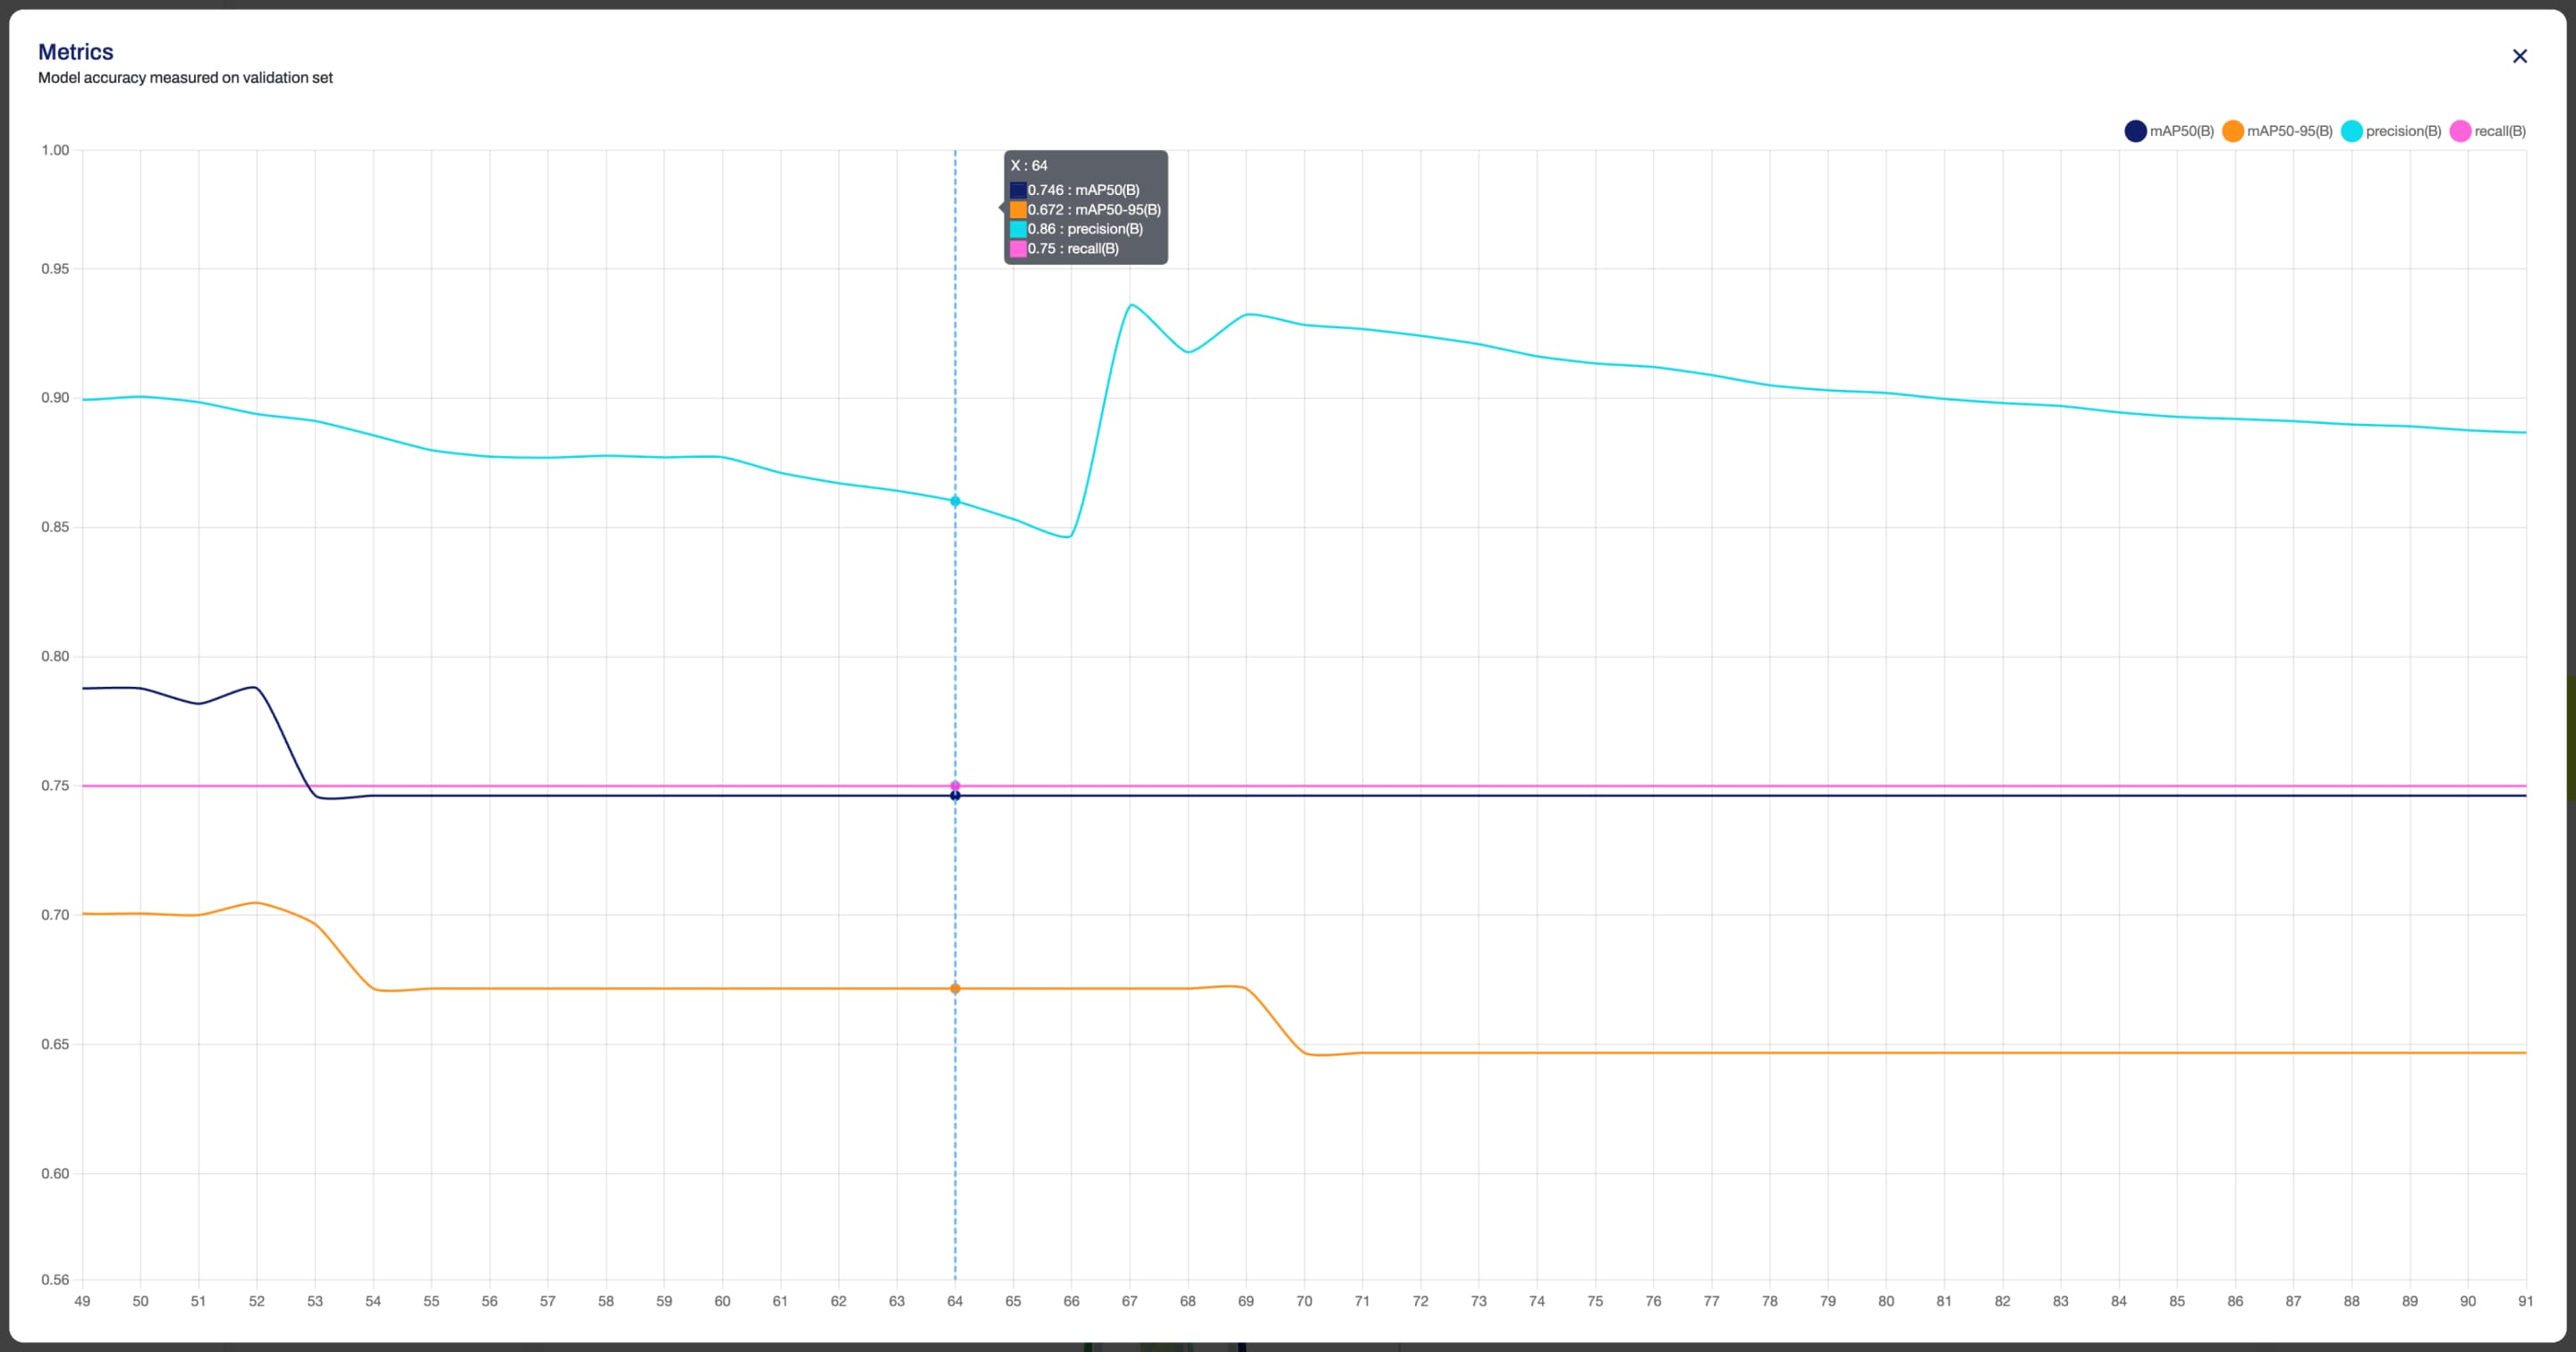 Metrics
Model accuracy measured on validation set
mAP50(B) mAP50-95(B) precision(B) recall(B)
1.00
X : 64
0.746 : mAP50(B)
0.672 : mAP50-95(B)
0.86 : precision(B)
0.75 : recall(B)
0.95
0.90
0.85
0.80
0.75
0.70
0.65
0.60
0.56
49 50 51 52 53 54 55 56 57 58 59 60 61 62 63 64 65 66 67 68 69 70 71 72 73 74 75 76 77 78 79 80 81 82 83 84 85 86 87 88 89 90 91